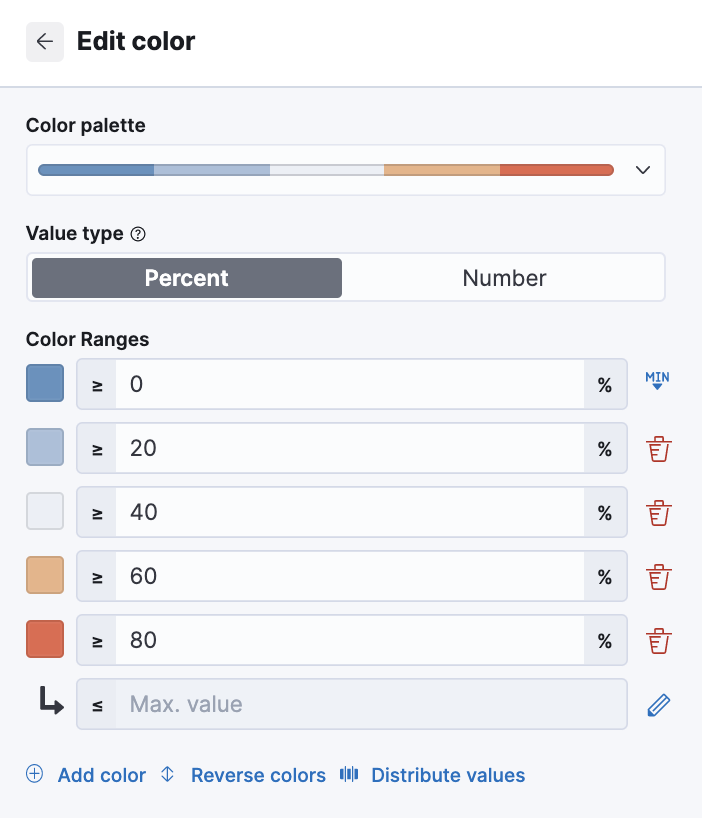 Edit color
Color palette
Value type
Percent Number
Color Ranges
≥ 0 % MIN
≥ 20 %
≥ 40 %
≥ 60 %
≥ 80 %
≤ Max. value
Add color Reverse colors Distribute values